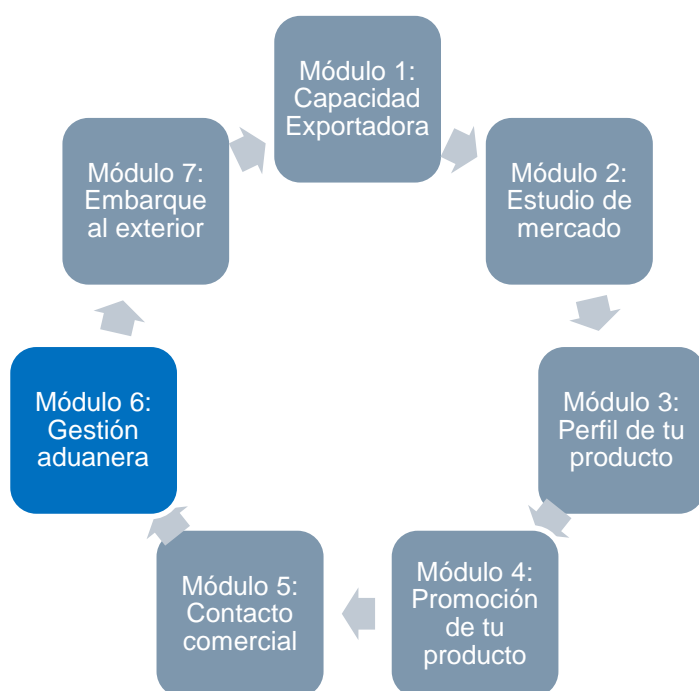 Módulo 1:
Capacidad
Exportadora
Módulo 2:
Estudio de
mercado
Módulo 3:
Perfil de tu
producto
Módulo 4:
Promoción
de tu
producto
Módulo 5:
Contacto
comercial
Módulo 6:
Gestión
aduanera
Módulo 7:
Embarque
al exterior